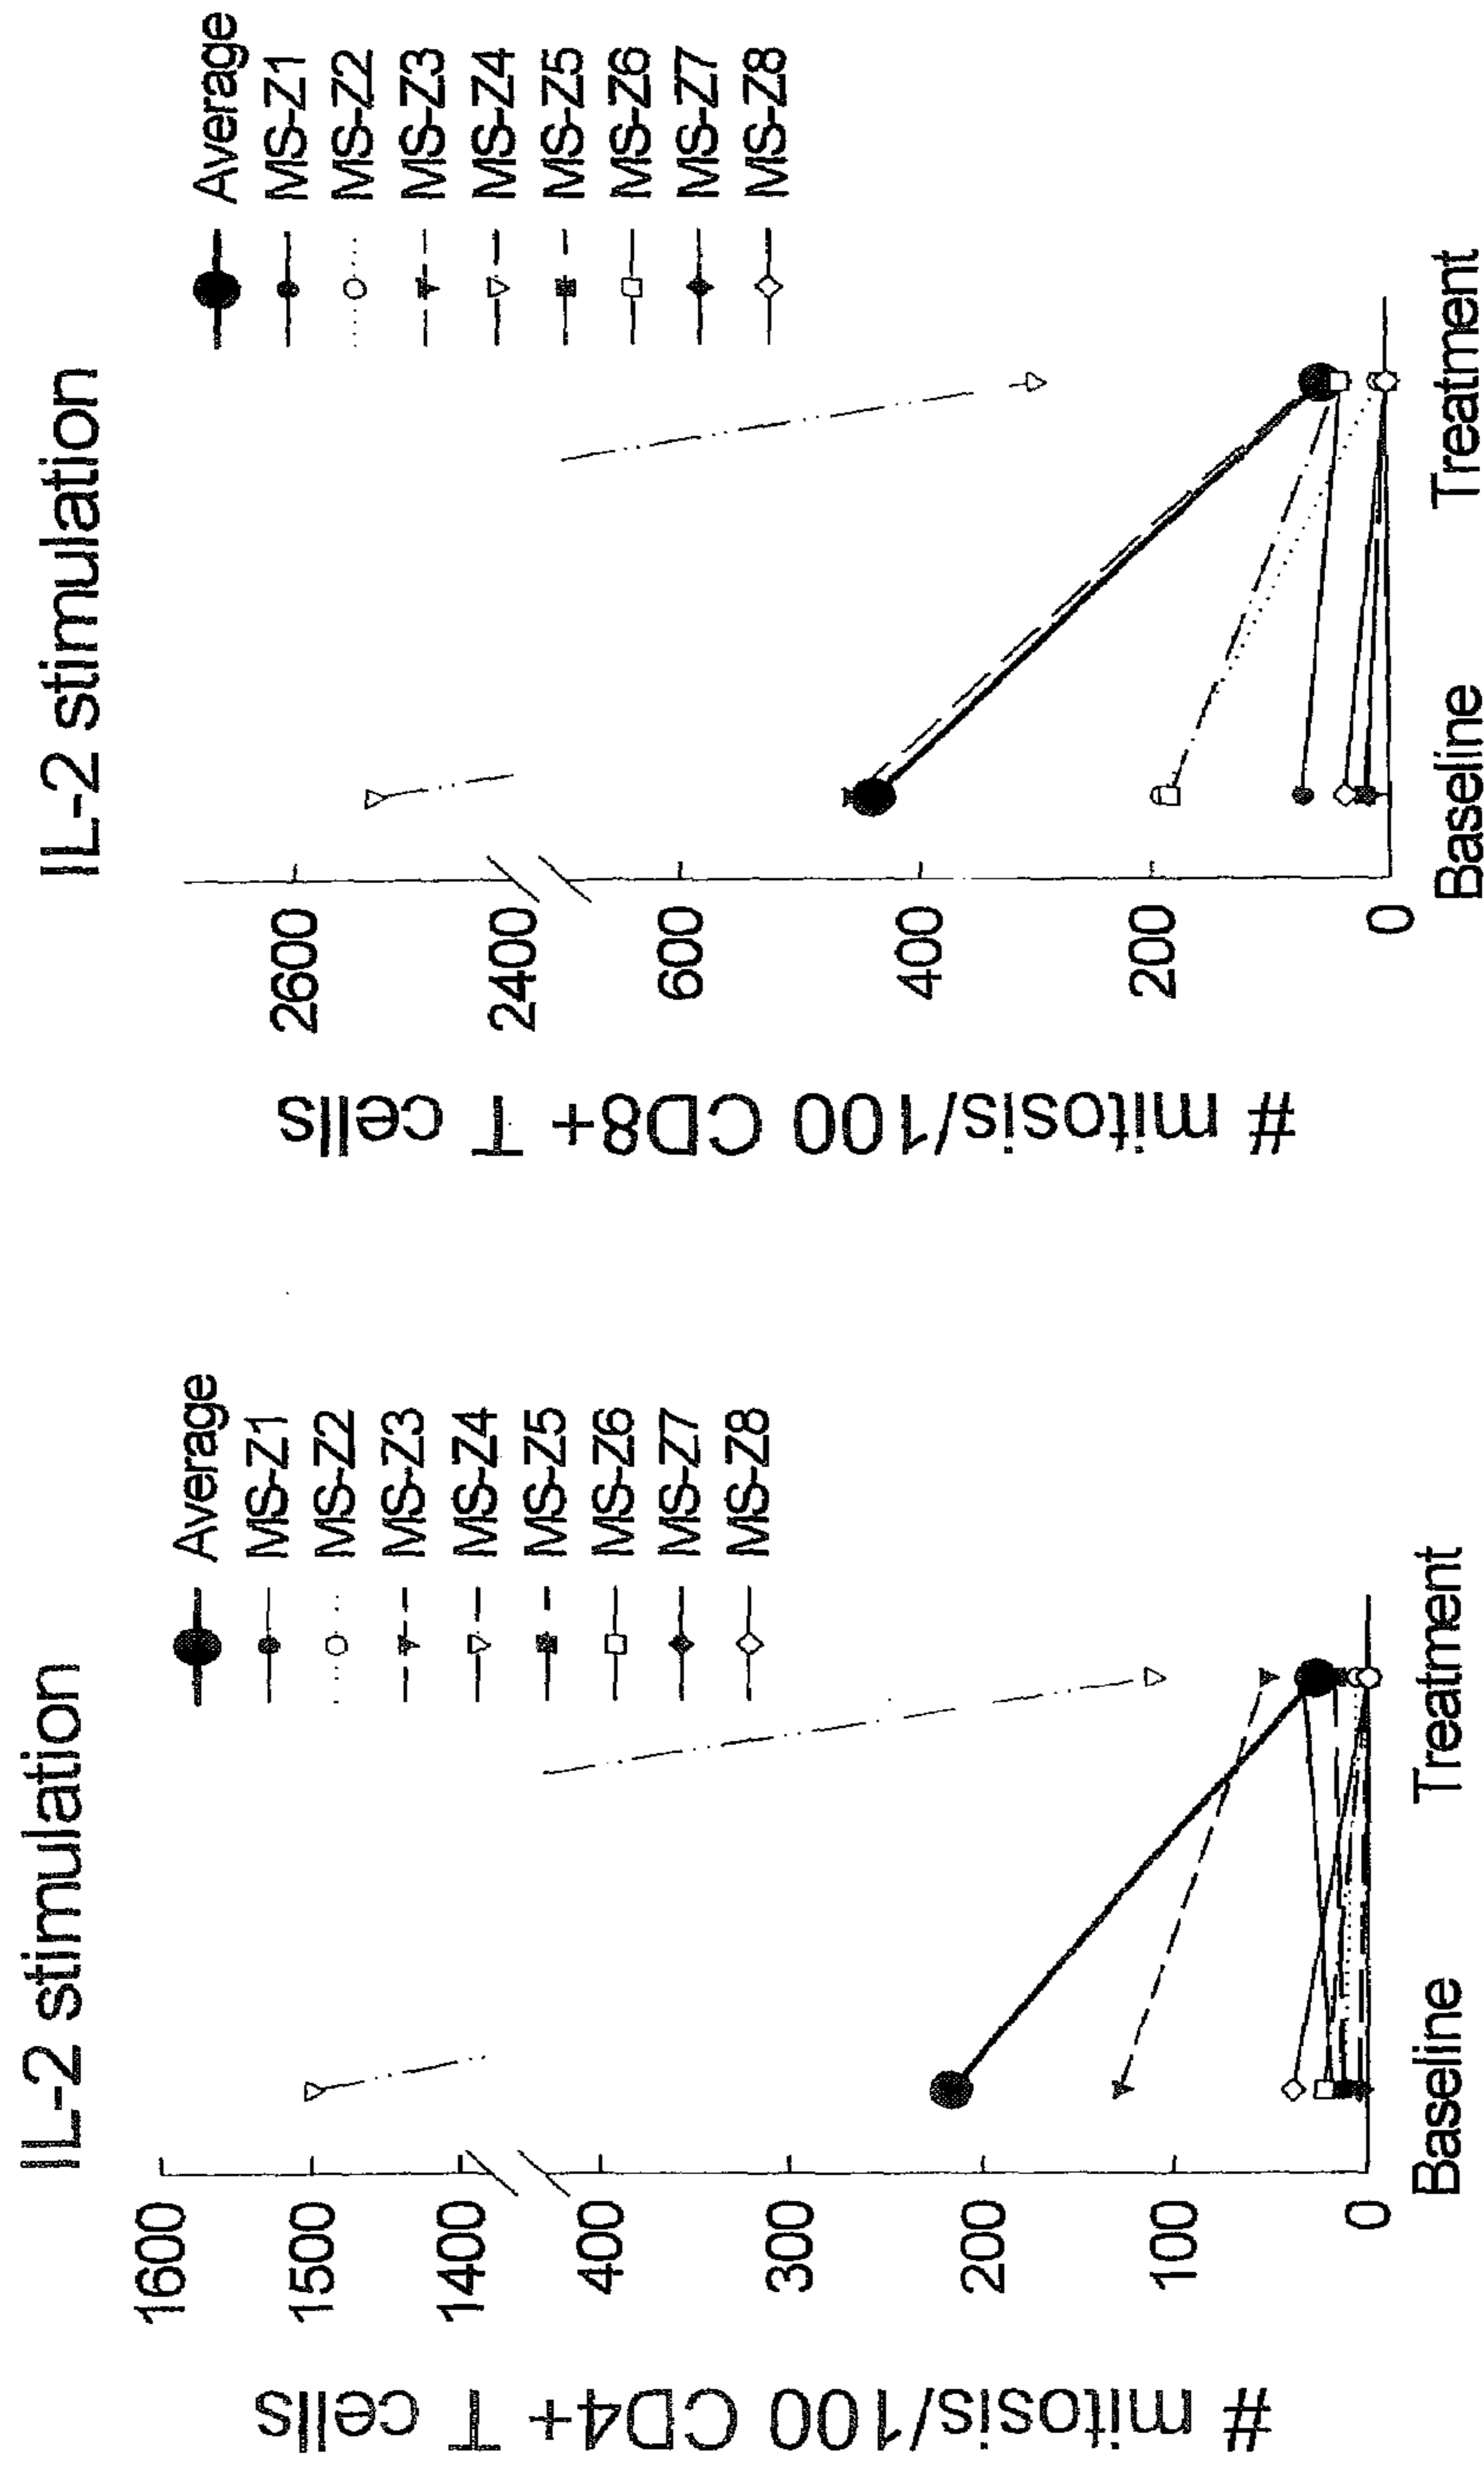 IL-2 stimulation
# mitosis/100 CD4+ T cells
1600
1500
1400
400
300
200
100
0
Baseline
Treatment
Average
MS-Z1
MS-Z2
MS-Z3
MS-Z4
MS-Z5
MS-Z6
MS-Z7
MS-Z8
IL-2 stimulation
# mitosis/100 CD8+ T cells
2600
2400
600
400
200
0
Baseline
Treatment
Average
MS-Z1
MS-Z2
MS-Z3
MS-Z4
MS-Z5
MS-Z6
MS-Z7
MS-Z8